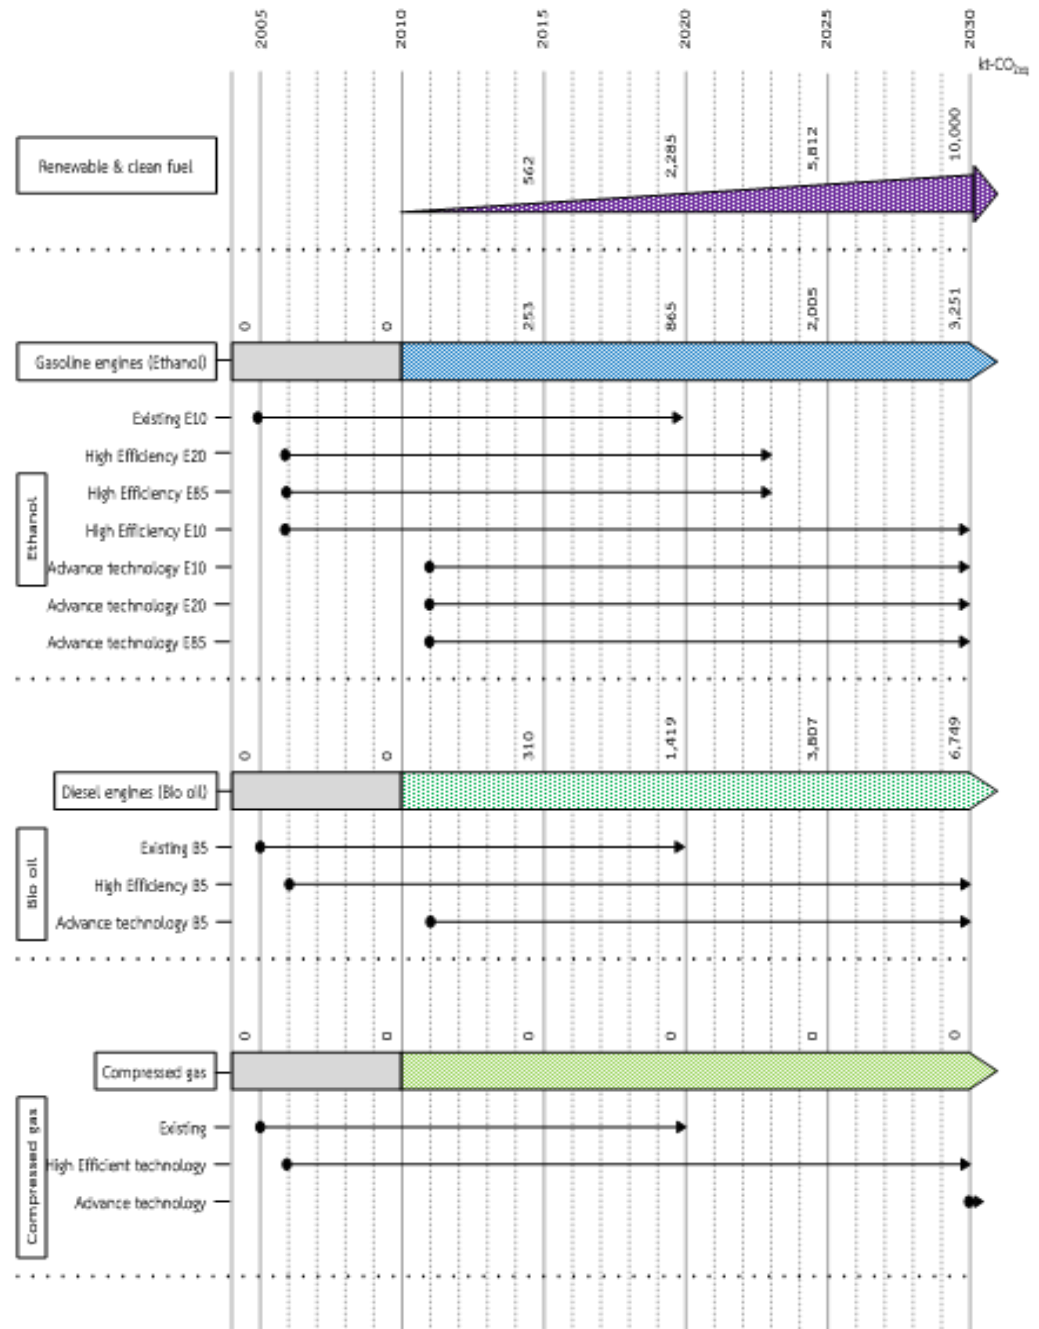 2005
2010
2015
2020
2025
2030
kt-CO2eq
Renewable & clean fuel
562
2,285
5,812
10,000
0
0
253
865
2,005
3,251
Gasoline engines (Ethanol)
Ethanol
Existing E10
High Efficiency E20
High Efficiency E85
High Efficiency E10
Advance technology E10
Advance technology E20
Advance technology E85
0
0
310
1,419
3,807
6,749
Diesel engines (Bio oil)
Bio oil
Existing B5
High Efficiency B5
Advance technology B5
0
0
0
0
0
0
Compressed gas
Compressed gas
Existing
High Efficient technology
Advance technology